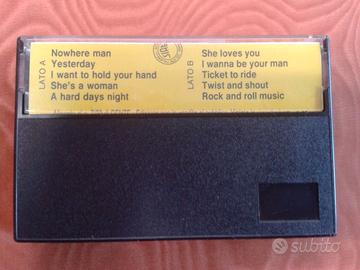 LATO A
Nowhere man
Yesterday
I want to hold your hand
She's a woman
A hard days night
LATO B
She loves you
I wanna be your man
Ticket to ride
Twist and shout
Rock and roll music
subito